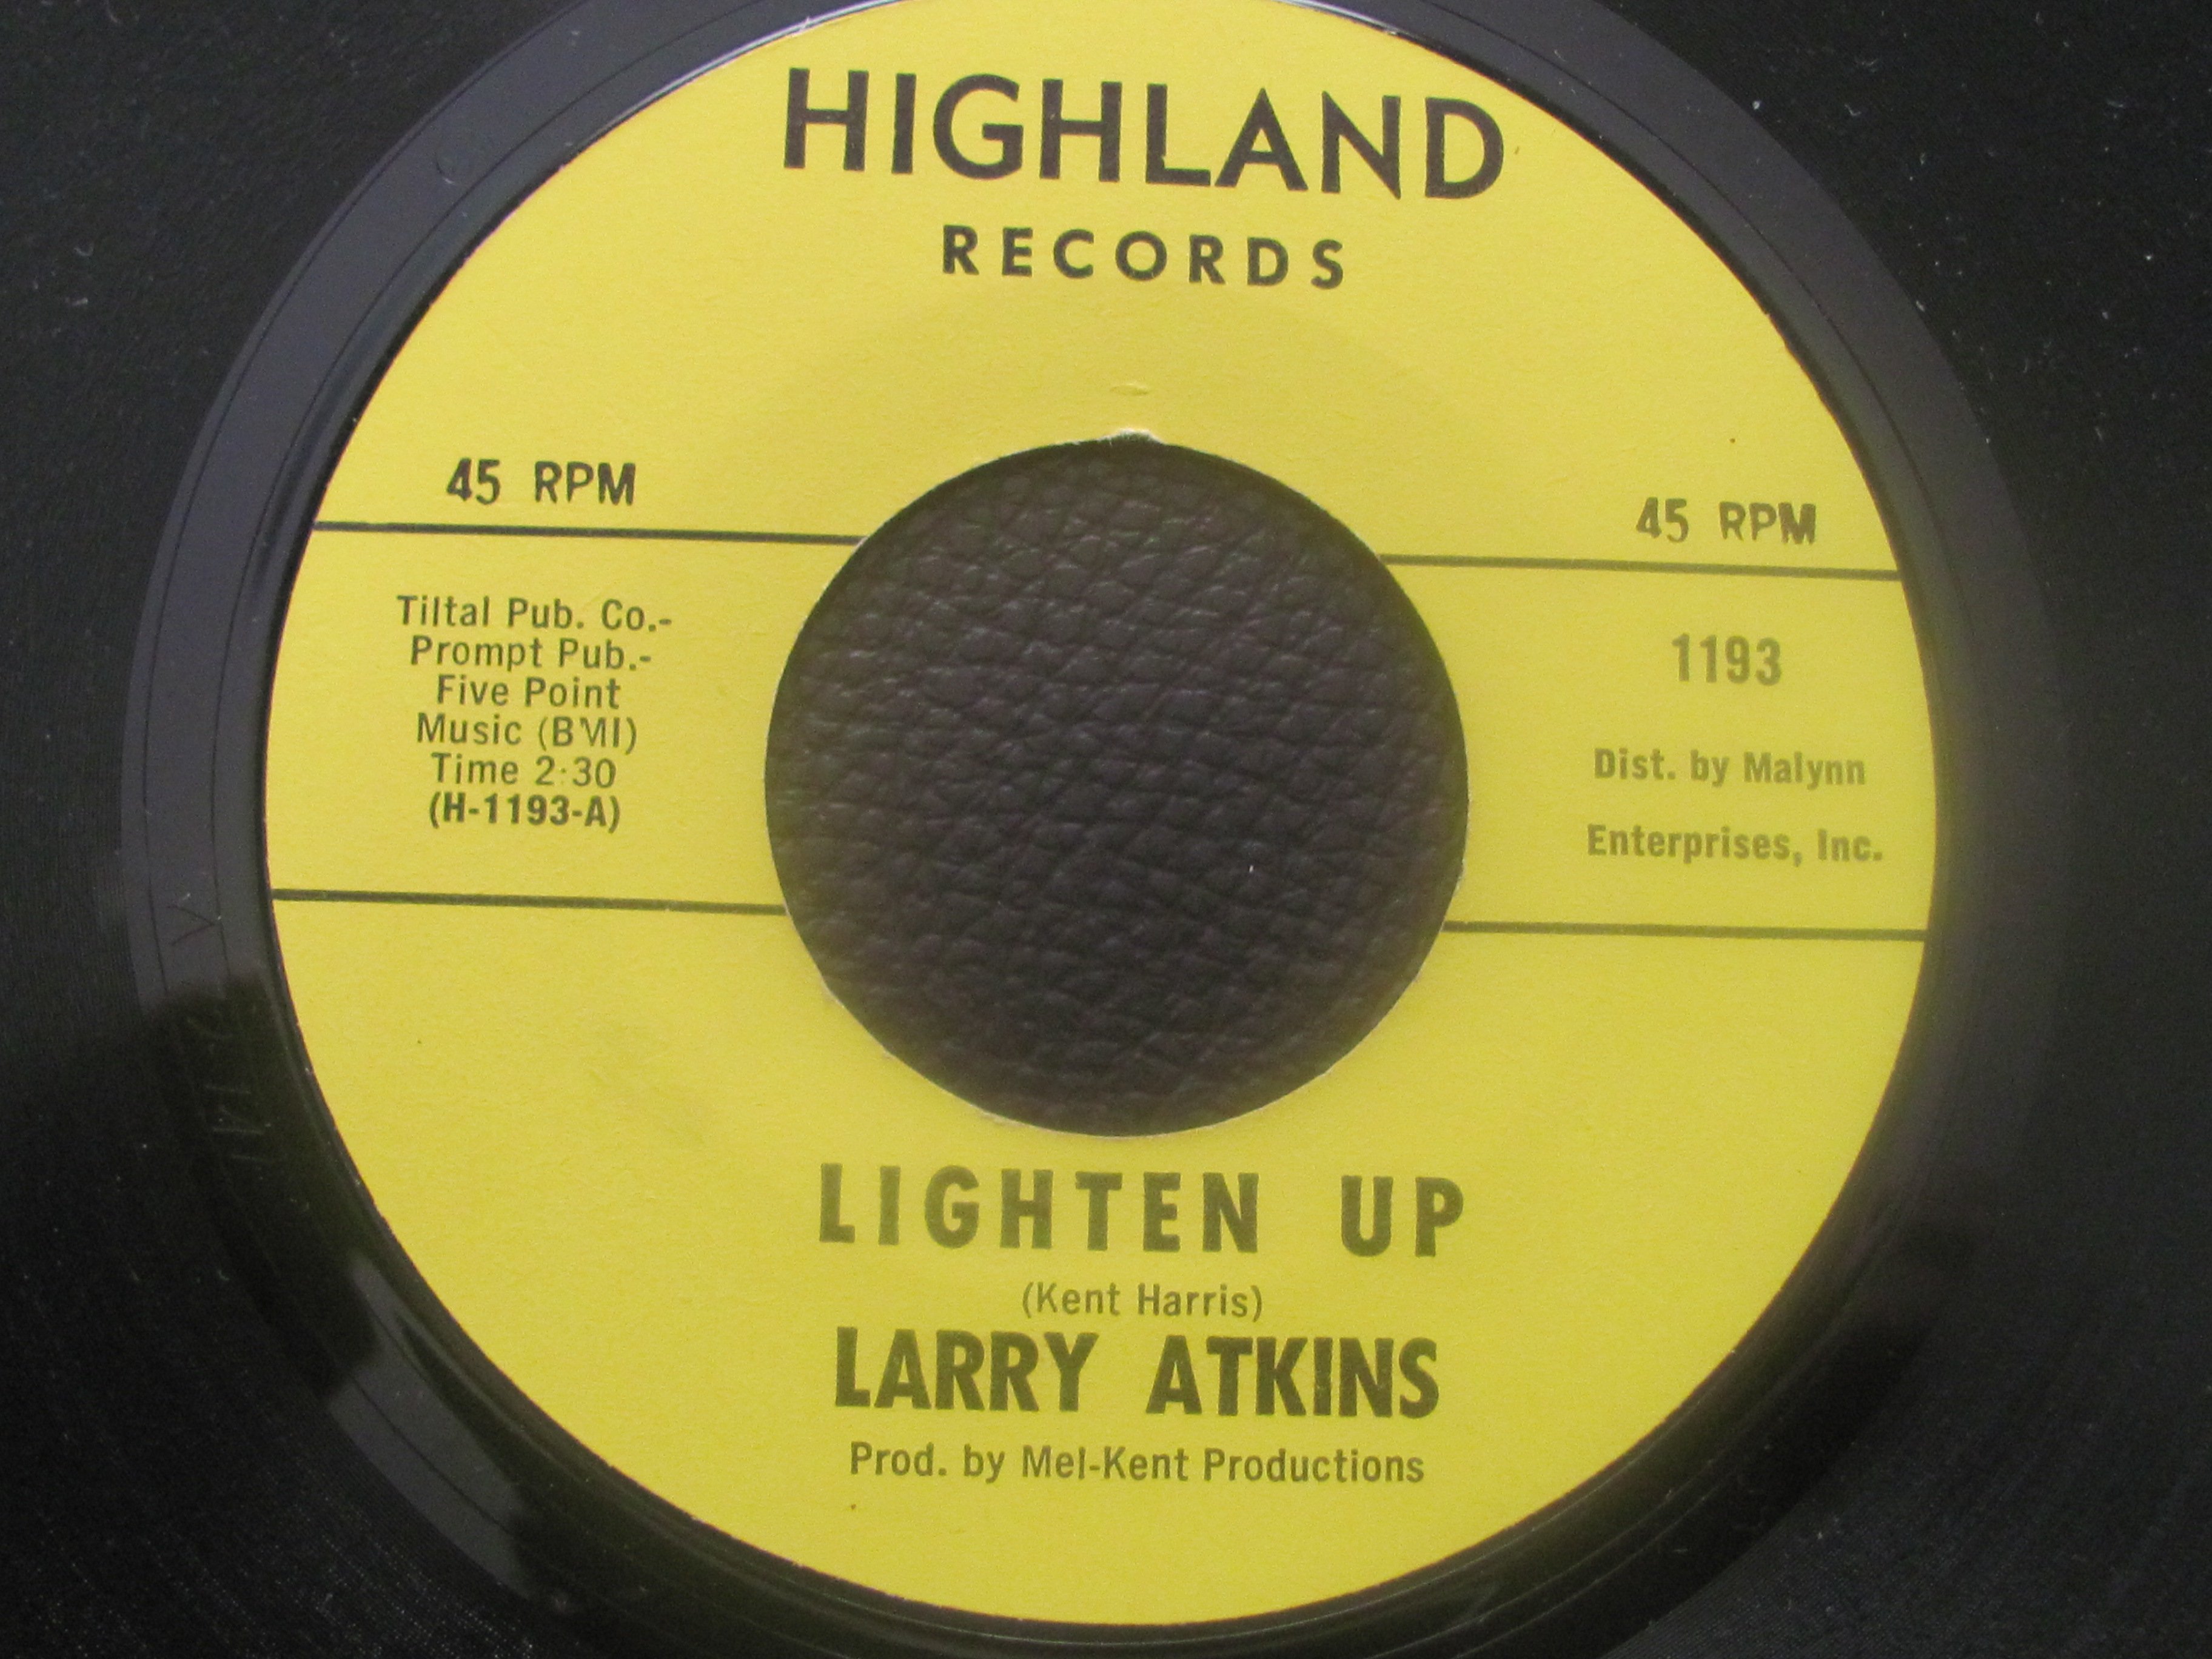 HIGHLAND
RECORDS
45 RPM
45 RPM
Tiltal Pub. Co.-
Prompt Pub.-
Five Point
Music (BMI)
Time 2:30
(H-1193-A)
1193
Dist. by Malynn
Enterprises, Inc.
LIGHTEN UP
(Kent Harris)
LARRY ATKINS
Prod. by Mel-Kent Productions